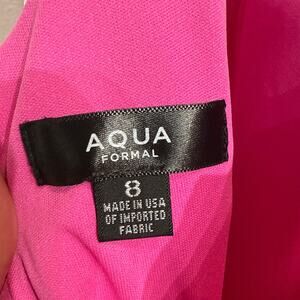 AQUA
FORMAL
8
MADE IN USA
OF IMPORTED
FABRIC